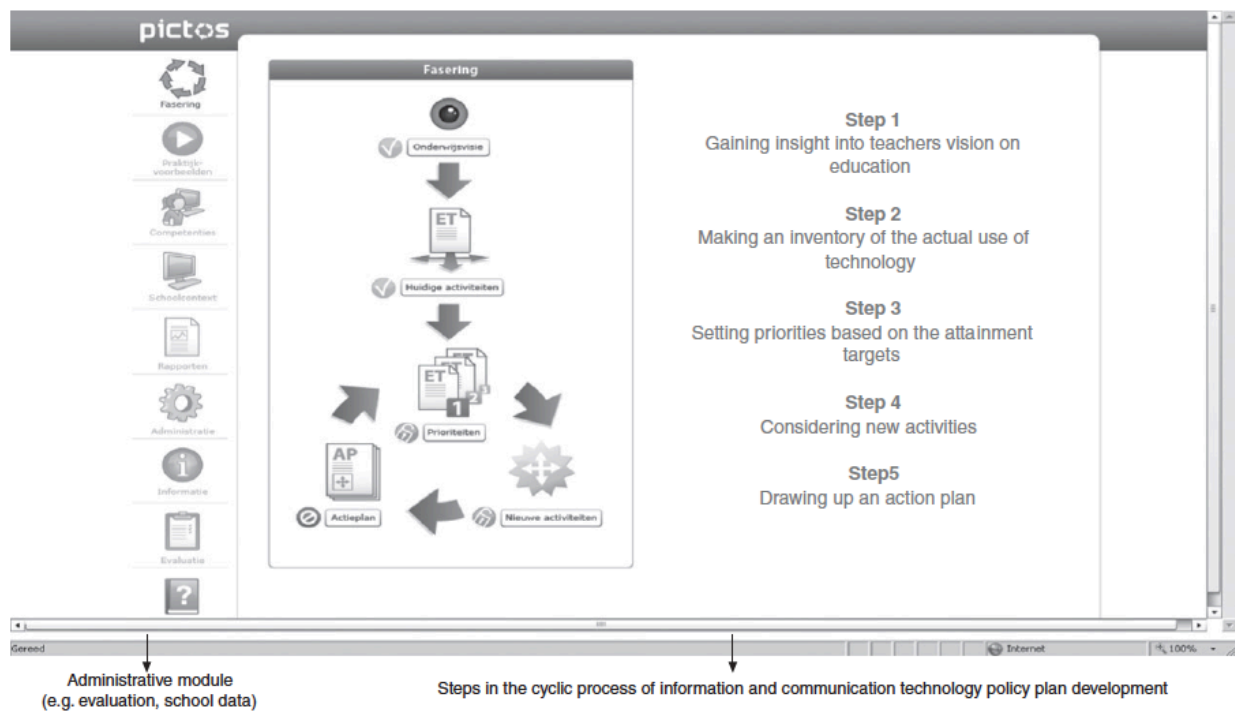 pictos
Fasering
Praktijk-
voorbeelden
Competenties
Schoolcontext
Rapporten
Administratie
Informatie
Evaluatie
?
Fasering
Onderwijsvisie
ET
Huidige activiteiten
ET
1
2
3
Prioriteiten
AP
Actieplan
Nieuwe activiteiten
Step 1
Gaining insight into teachers vision on
education
Step 2
Making an inventory of the actual use of
technology
Step 3
Setting priorities based on the attainment
targets
Step 4
Considering new activities
Step5
Drawing up an action plan
Gereed
Internet
100%
Administrative module
(e.g. evaluation, school data)
Steps in the cyclic process of information and communication technology policy plan development